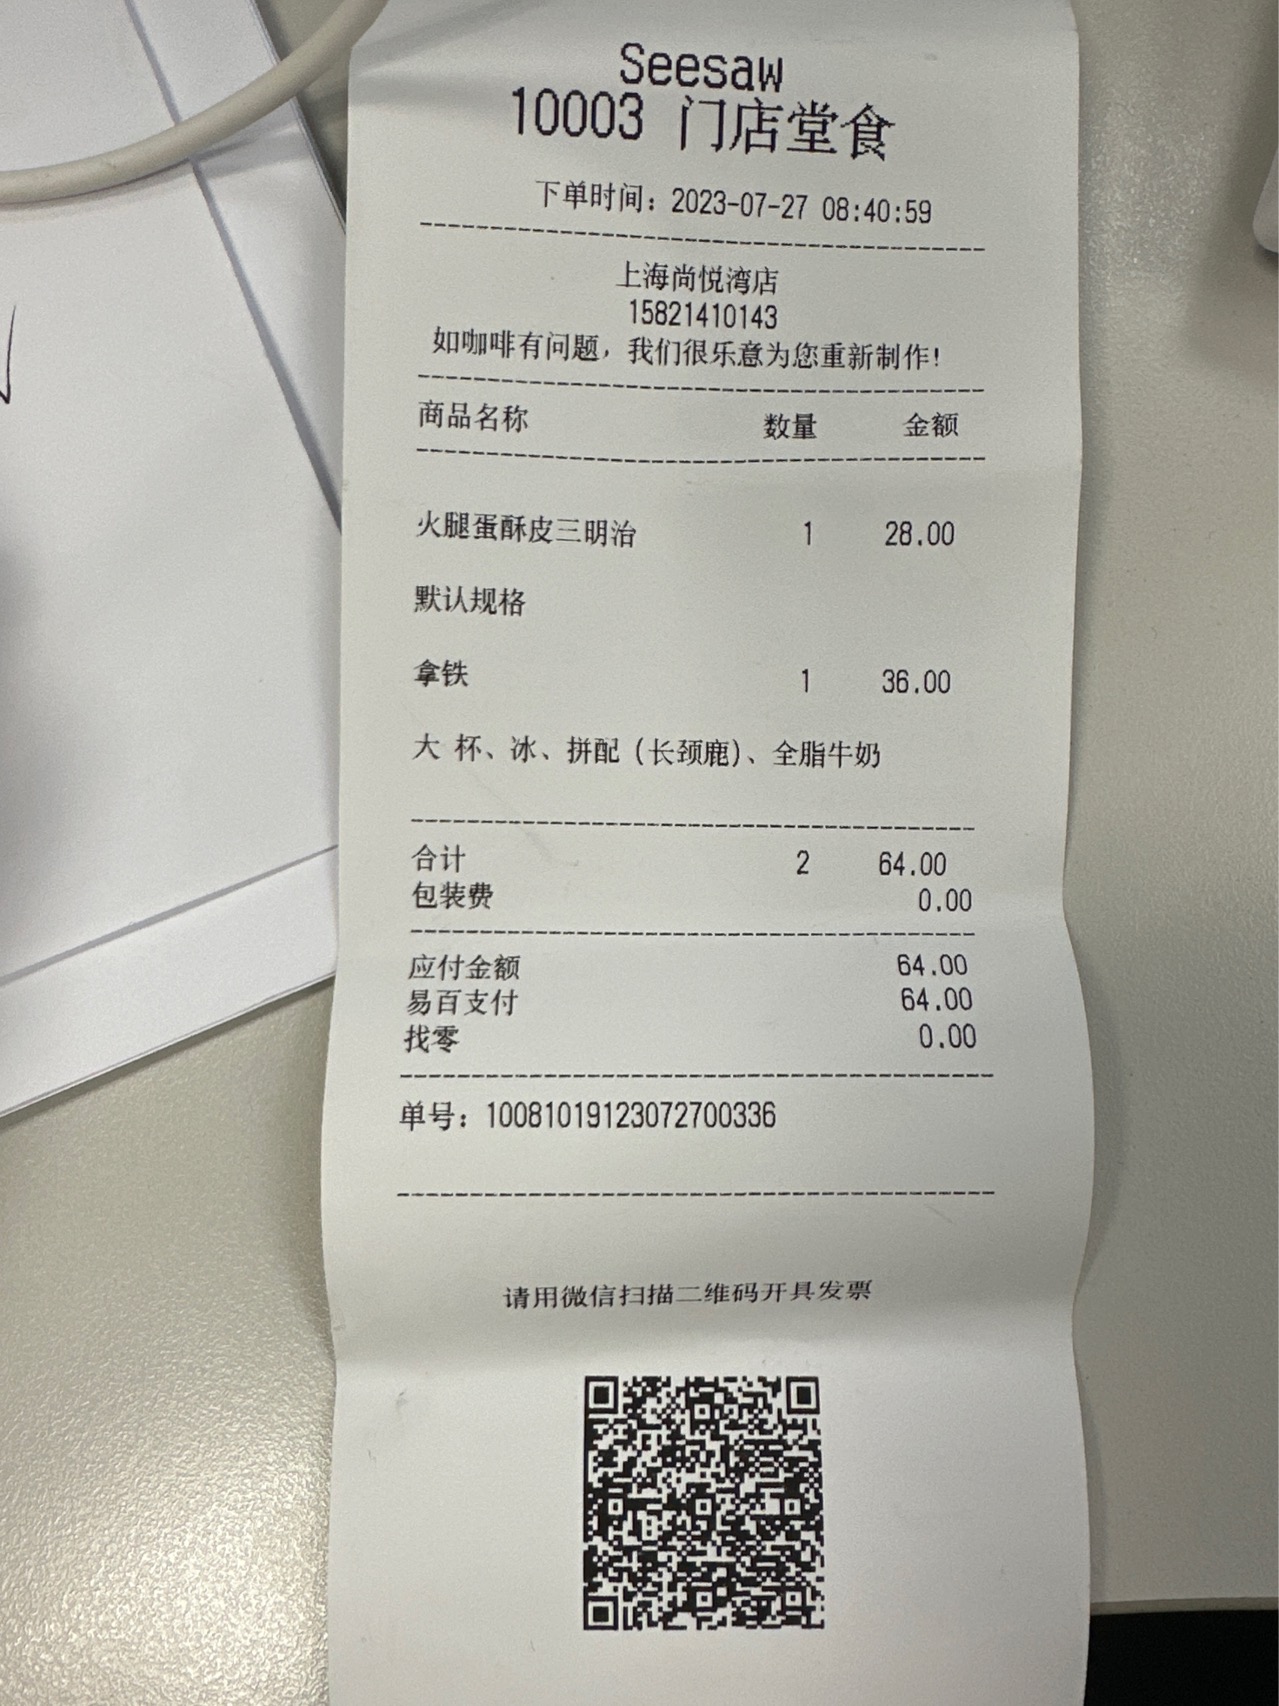 Seesaw
10003 门店堂食
下单时间：2023-07-27 08:40:59
上海尚悦湾店
15821410143
如咖啡有问题，我们很乐意为您重新制作！
商品名称 数量 金额
火腿蛋酥皮三明治 1 28.00
默认规格
拿铁 1 36.00
大 杯、冰、拼配（长颈鹿）、全脂牛奶
合计 2 64.00
包装费 0.00
应付金额 64.00
易百支付 64.00
找零 0.00
单号：10081019123072700336
请用微信扫描二维码开具发票